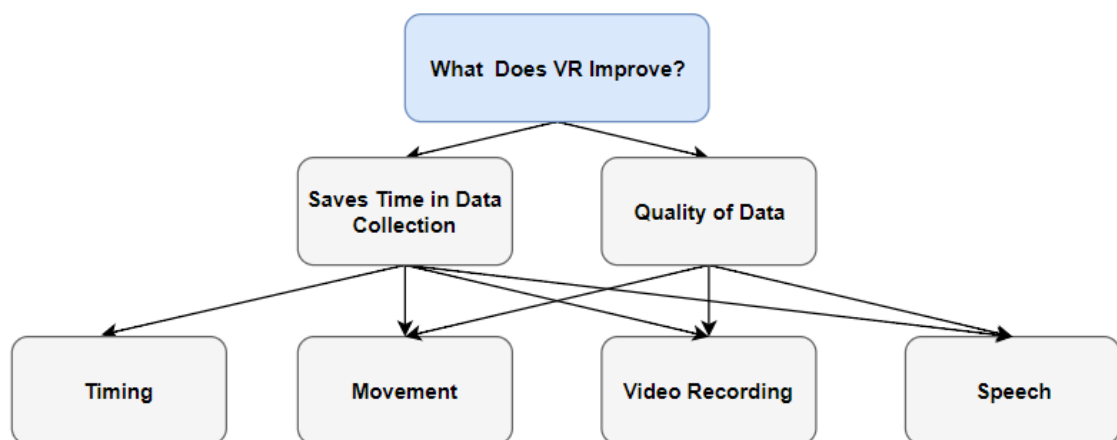 What Does VR Improve?
Saves Time in Data
Collection
Quality of Data
Timing
Movement
Video Recording
Speech